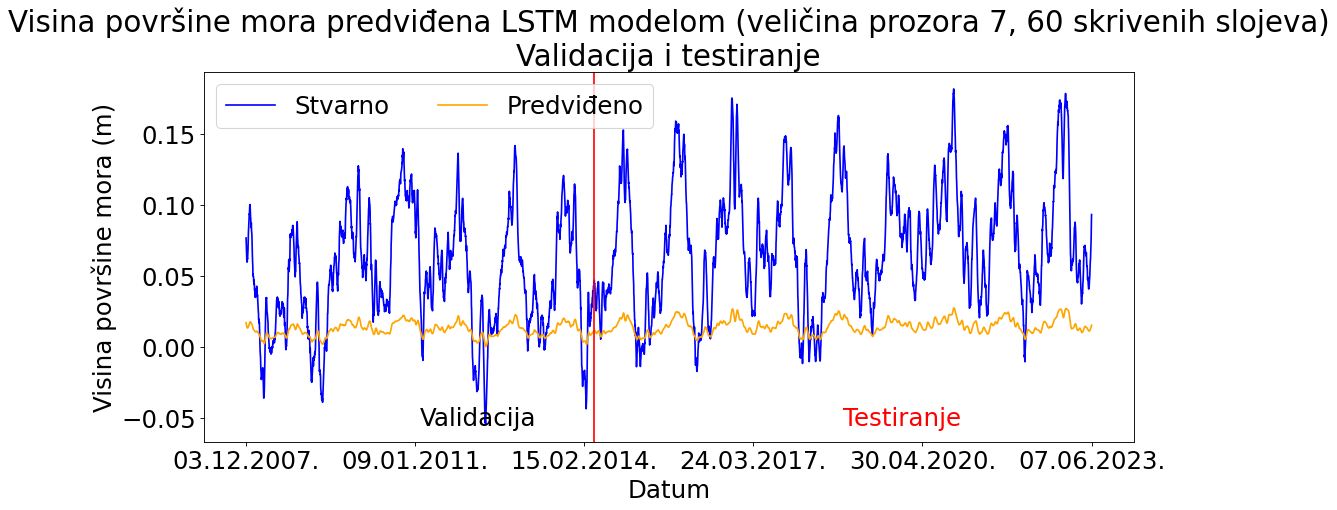 Visina površine mora predviđena LSTM modelom (veličina prozora 7, 60 skrivenih slojeva)
Validacija i testiranje
Stvarno
Predviđeno
Visina površine mora (m)
0.15
0.10
0.05
0.00
−0.05
Validacija
Testiranje
03.12.2007.
09.01.2011.
15.02.2014.
24.03.2017.
30.04.2020.
07.06.2023.
Datum